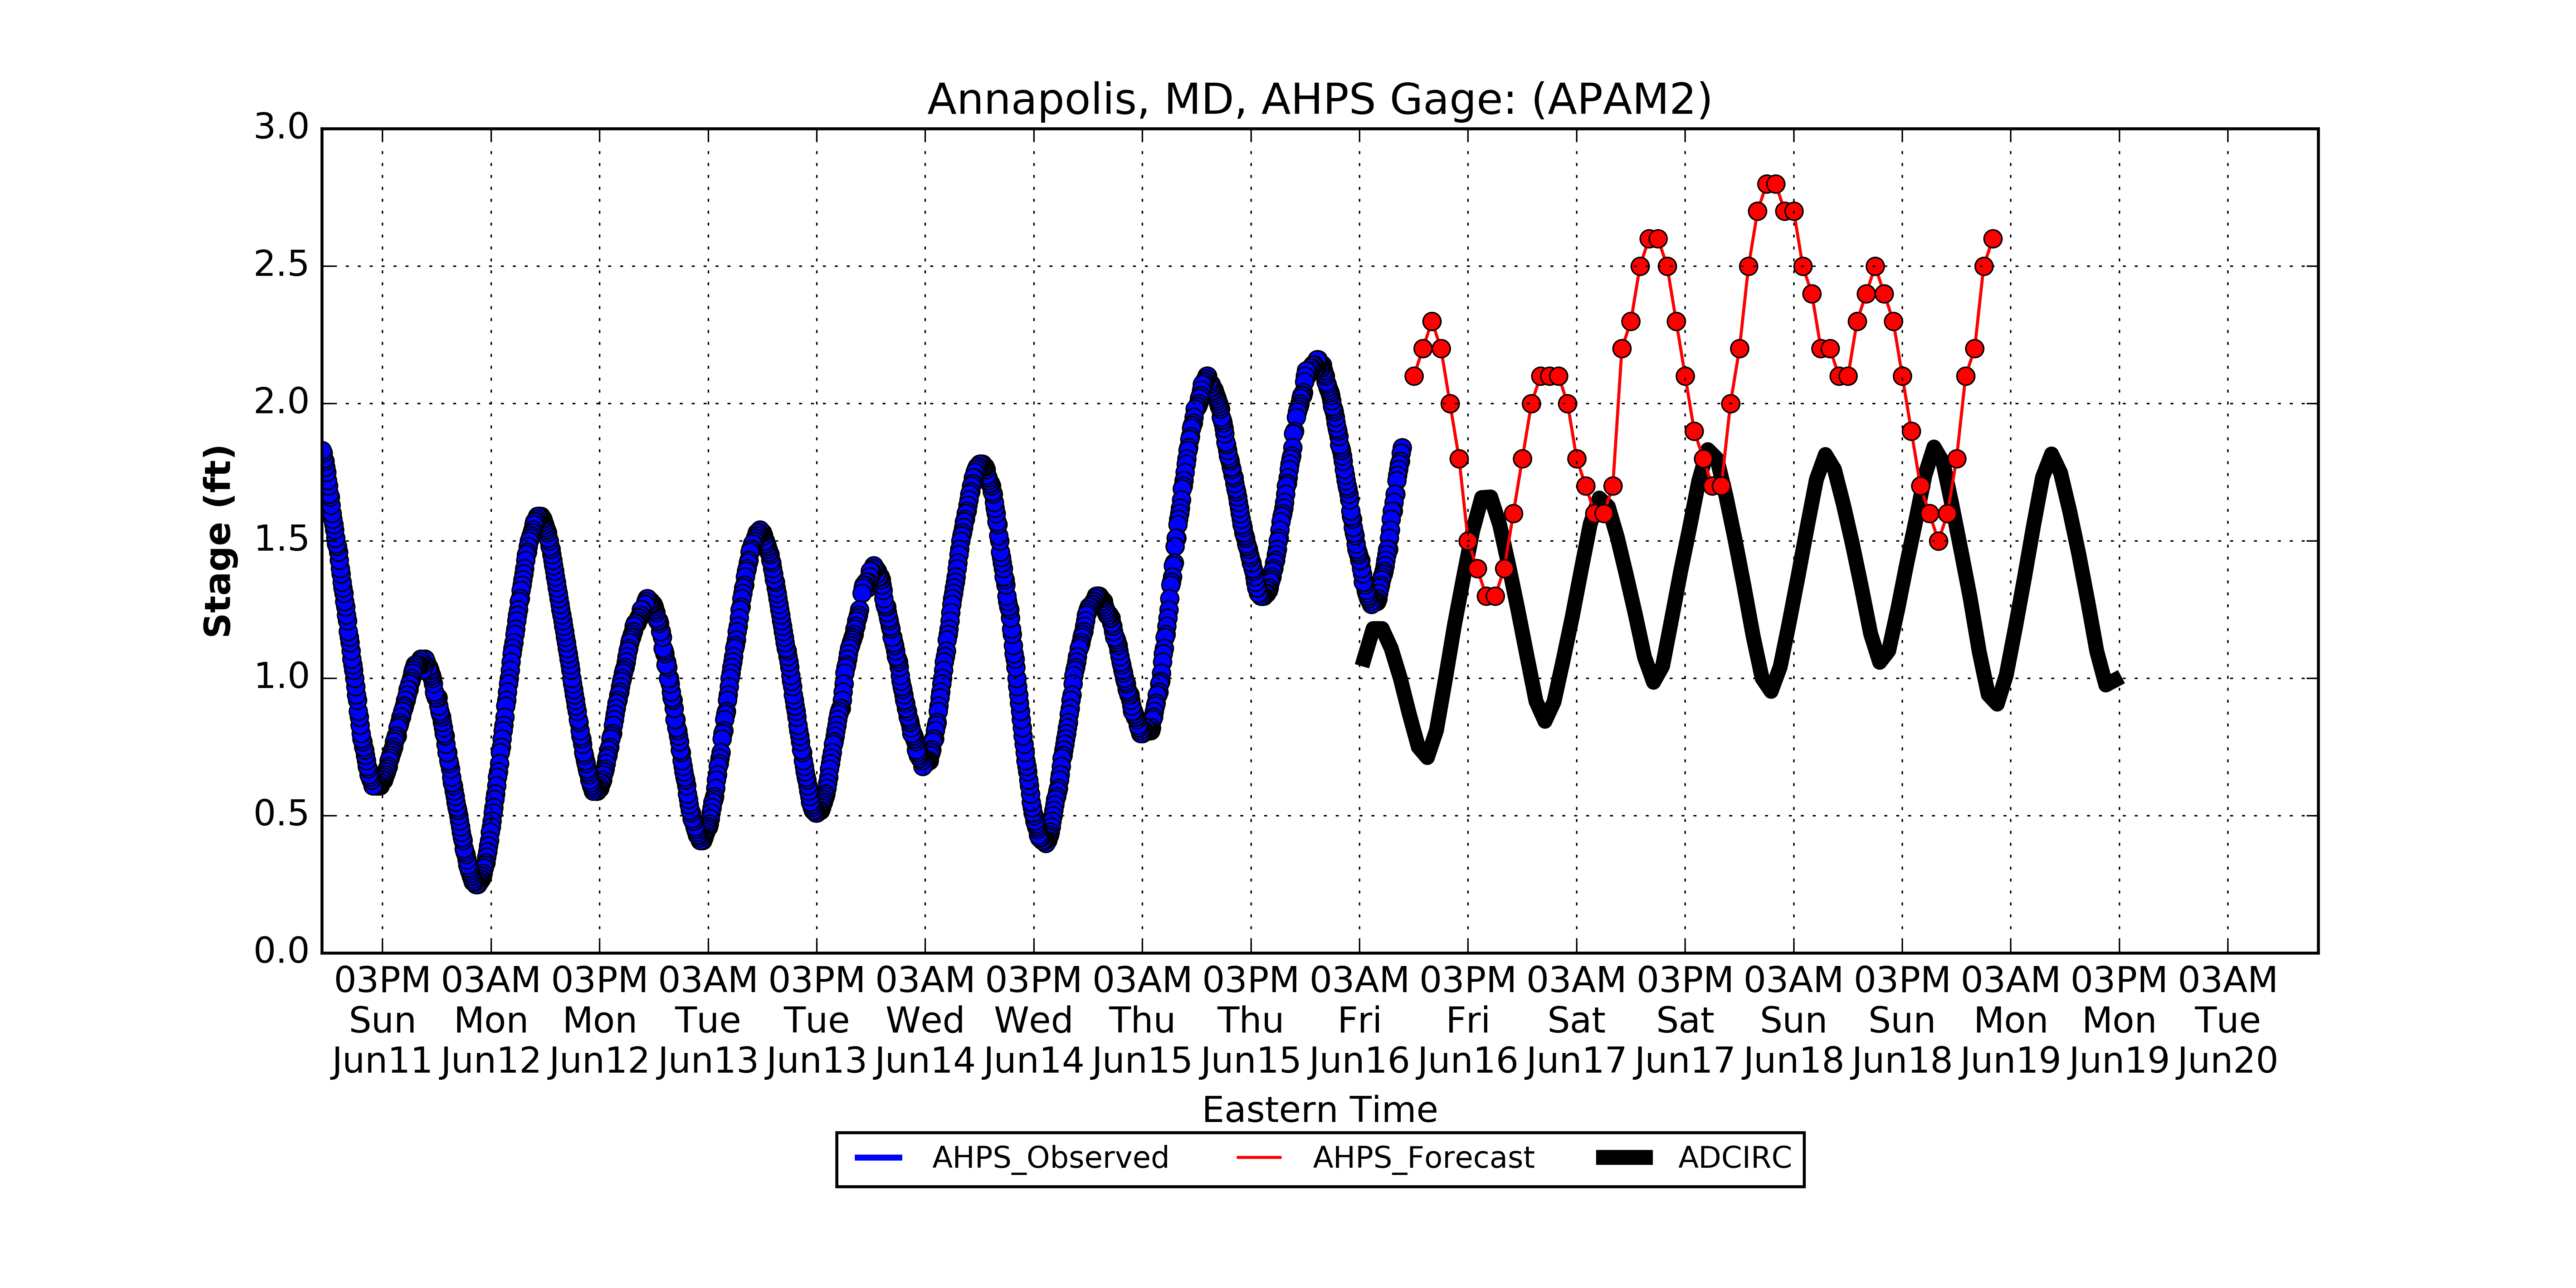 Annapolis, MD, AHPS Gage: (APAM2)
3.0
2.5
2.0
1.5
1.0
0.5
0.0
Stage (ft)
03PM 03AM 03PM 03AM 03PM 03AM 03PM 03AM 03PM 03AM 03PM 03AM 03PM 03AM 03PM 03AM 03PM 03AM
Sun Mon Mon Tue Tue Wed Wed Thu Thu Fri Fri Sat Sat Sun Sun Mon Mon Tue
Jun11 Jun12 Jun12 Jun13 Jun13 Jun14 Jun14 Jun15 Jun15 Jun16 Jun16 Jun17 Jun17 Jun18 Jun18 Jun19 Jun19 Jun20
Eastern Time
AHPS_Observed AHPS_Forecast ADCIRC